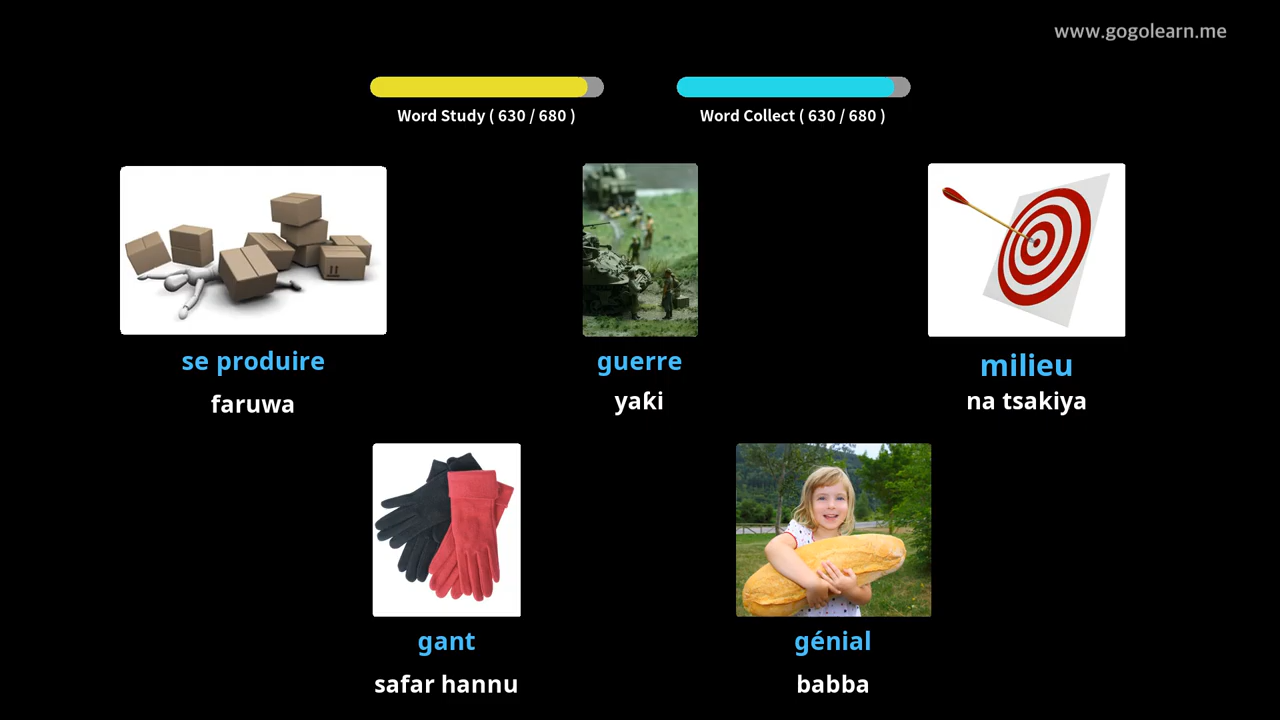 www.gogolearn.me
Word Study ( 630 / 680 )
Word Collect ( 630 / 680 )
se produire
faruwa
guerre
yaƙi
milieu
na tsakiya
gant
safar hannu
génial
babba